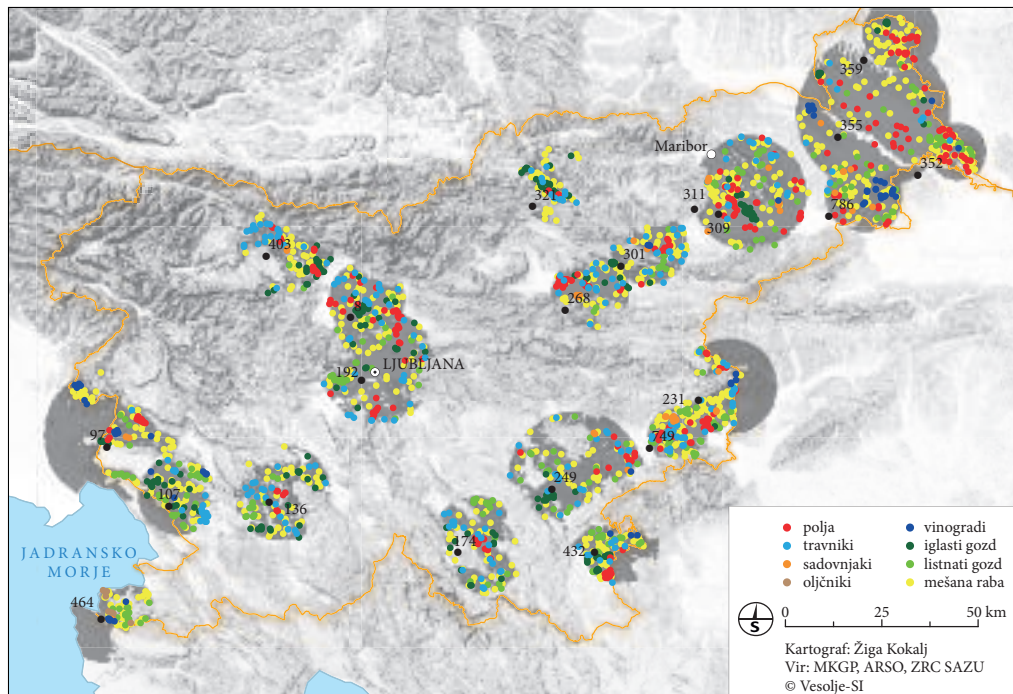 359
355
352
Maribor
321
311
309
786
403
301
268
8
192
LJUBLJANA
231
97
749
249
107
136
174
432
JADRANSKO
MORJE
464
polja
travniki
sadovnjaki
oljčniki
vinogradi
iglasti gozd
listnati gozd
mešana raba
S
0 25 50 km
Kartograf: Žiga Kokalj
Vir: MKGP, ARSO, ZRC SAZU
© Vesolje-SI